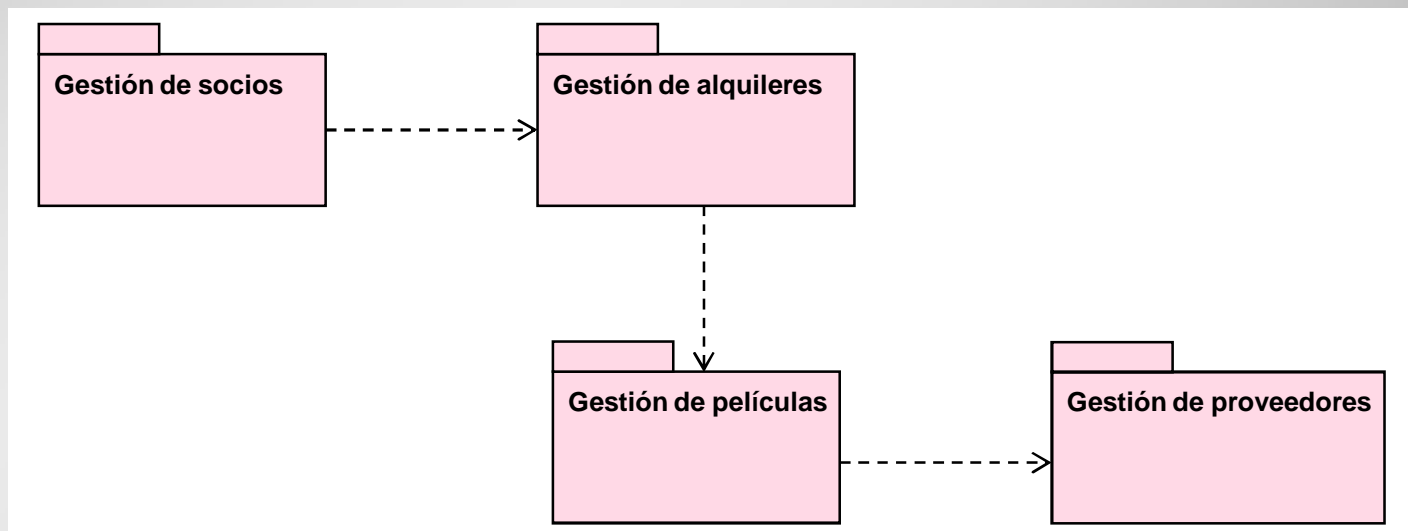 Gestión de socios
Gestión de alquileres
Gestión de películas
Gestión de proveedores